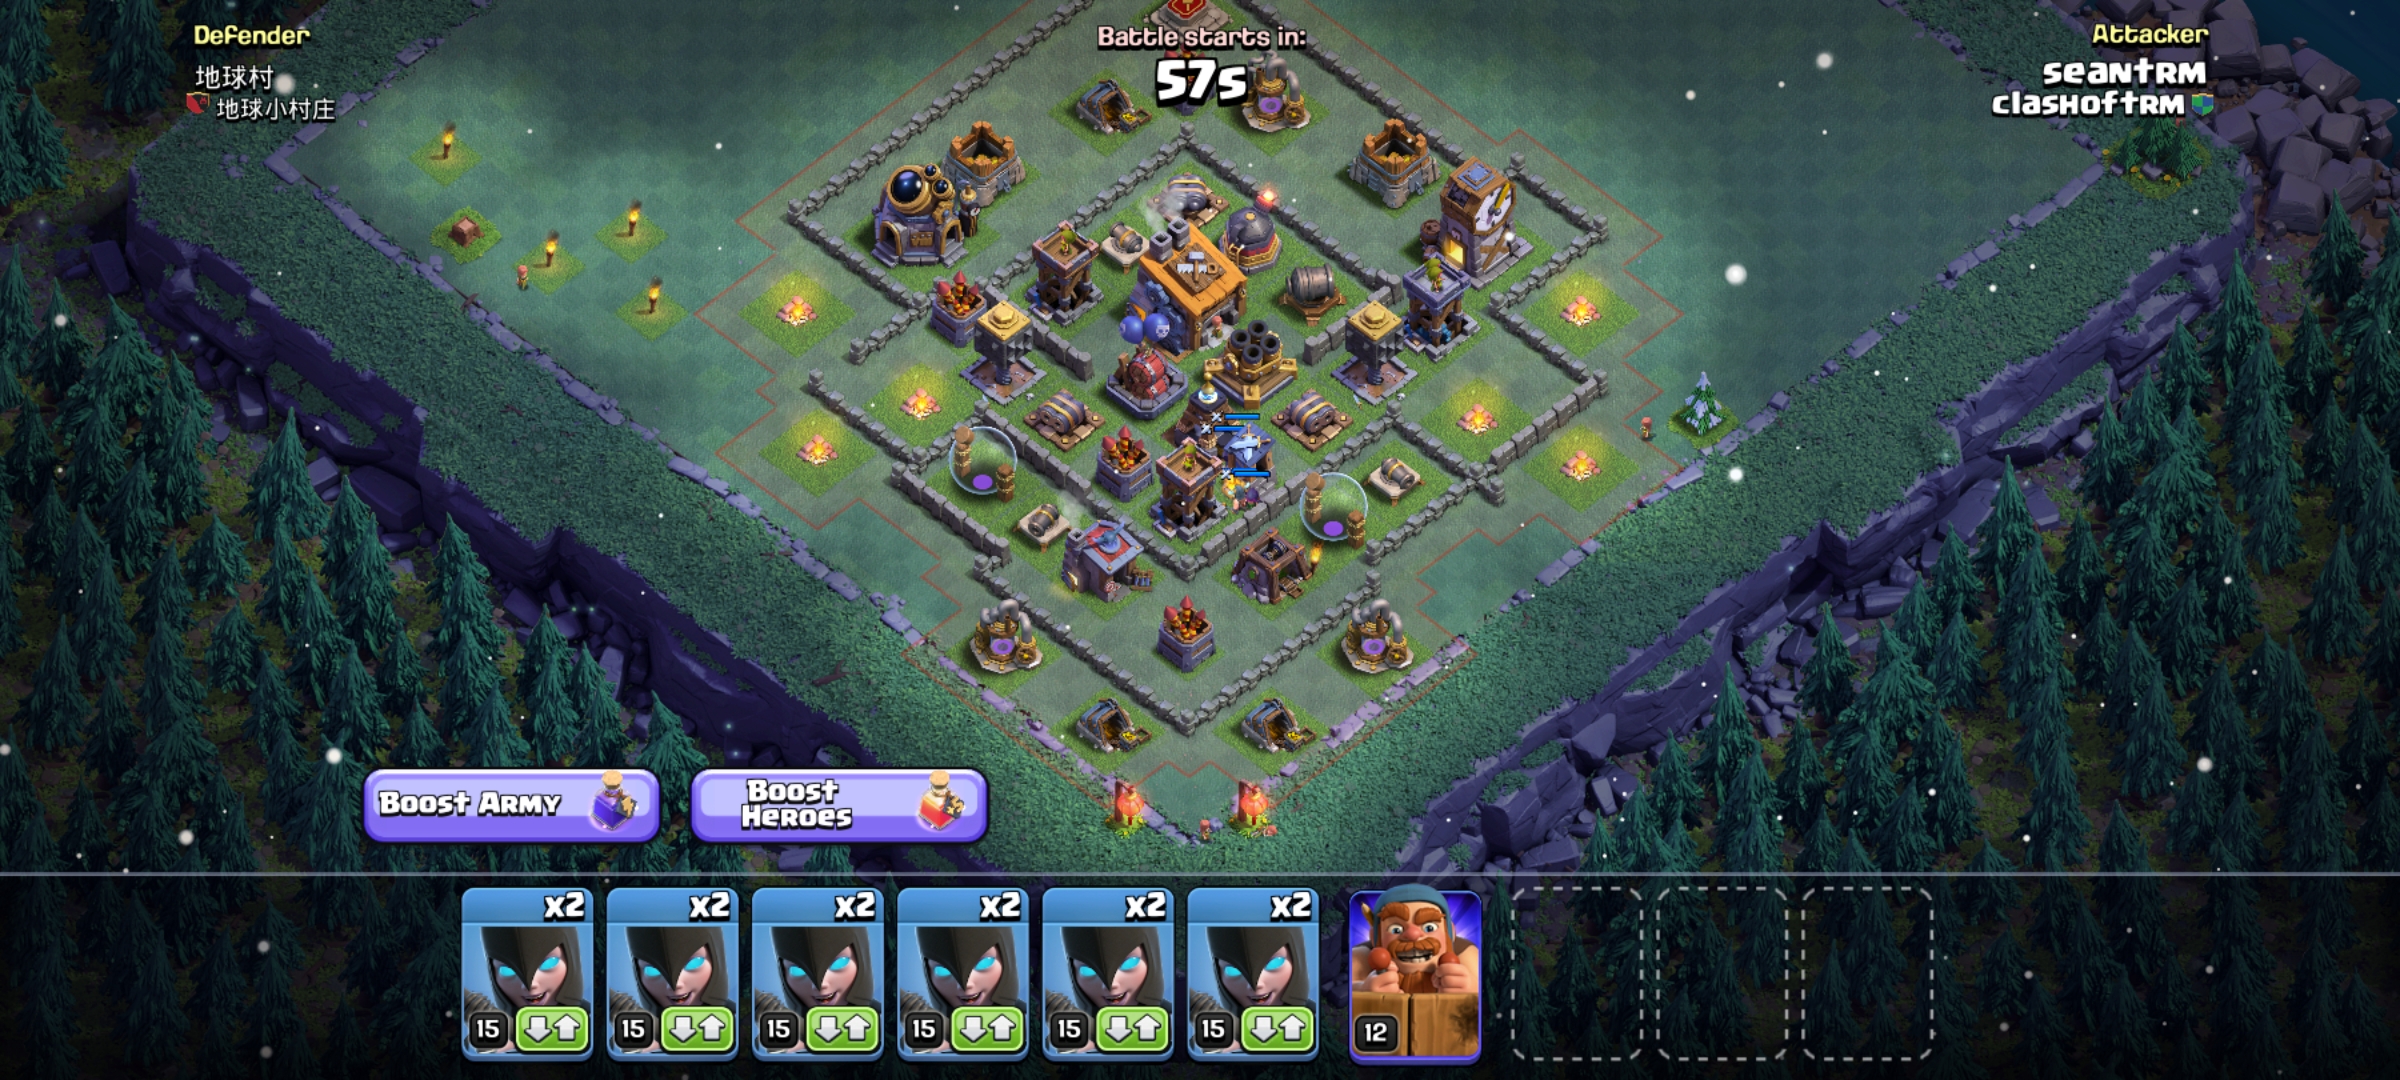 Defender
地球村
地球小村庄
Battle starts in:
57s
Attacker
seantRM
clashoftRM
Boost Army
Boost
Heroes
x2
x2
x2
x2
x2
x2
15
15
15
15
15
15
12